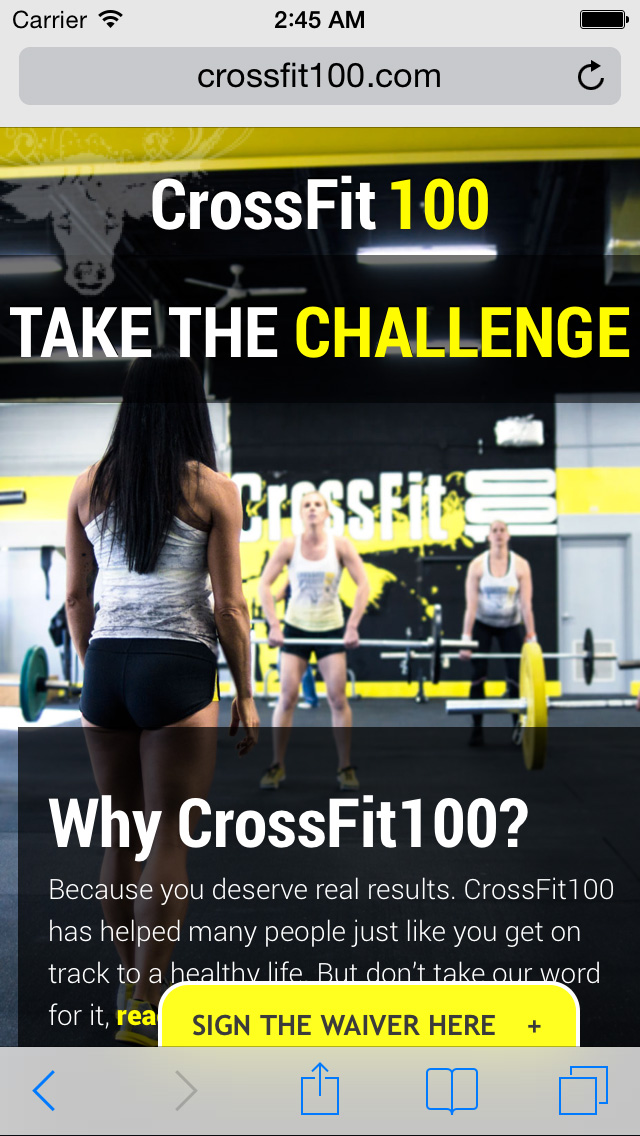 Carrier 2:45 AM
crossfit100.com
CrossFit 100
TAKE THE CHALLENGE
CrossFit 100
Why CrossFit100?
Because you deserve real results. CrossFit100
has helped many people just like you get on
track to a healthy life. But don't take our word
for it,
SIGN THE WAIVER HERE +